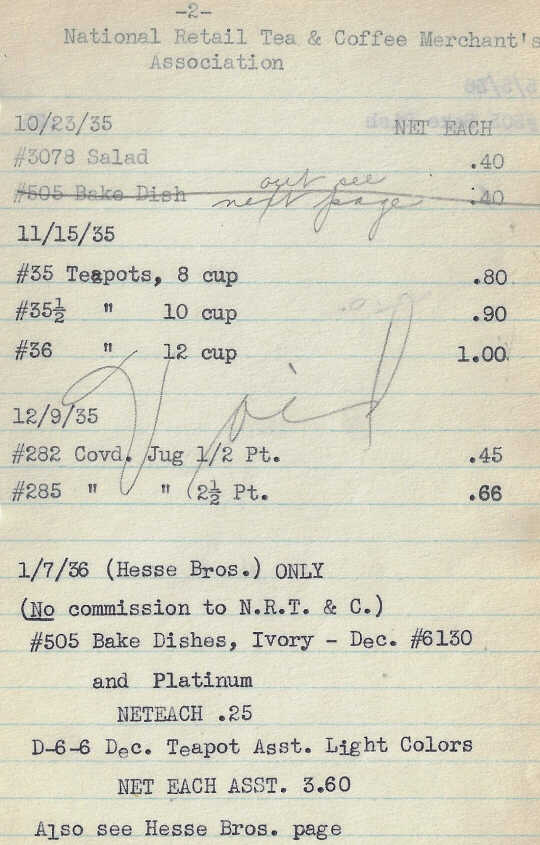 -2-
National Retail Tea & Coffee Merchant's
Association
10/23/35 NET EACH
#3078 Salad .40
#505 Bake Dish out see next page .40
11/15/35
#35 Teapots, 8 cup .80
#35½ " 10 cup .90
#36 " 12 cup 1.00
Void
12/9/35
#282 Covd. Jug 1/2 Pt. .45
#285 " " (2½ Pt. .66
1/7/36 (Hesse Bros.) ONLY
(No commission to N.R.T. & C.)
#505 Bake Dishes, Ivory - Dec. #6130
and Platinum
NETEACH .25
D-6-6 Dec. Teapot Asst. Light Colors
NET EACH ASST. 3.60
Also see Hesse Bros. page